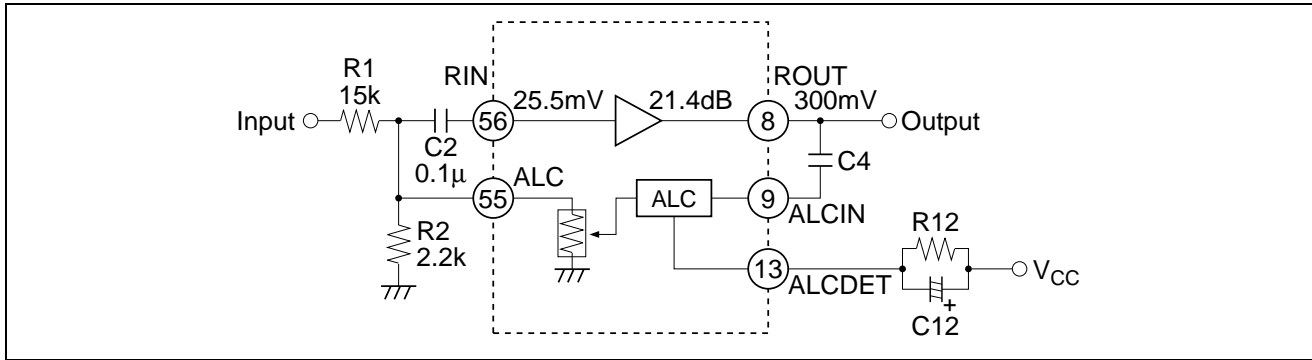 R1
15k
RIN
ROUT
25.5mV
21.4dB
300mV
Input
56
8
Output
C2
0.1μ
C4
ALC
55
ALC
9
ALCIN
R2
2.2k
R12
13
ALCDET
VCC
+
C12